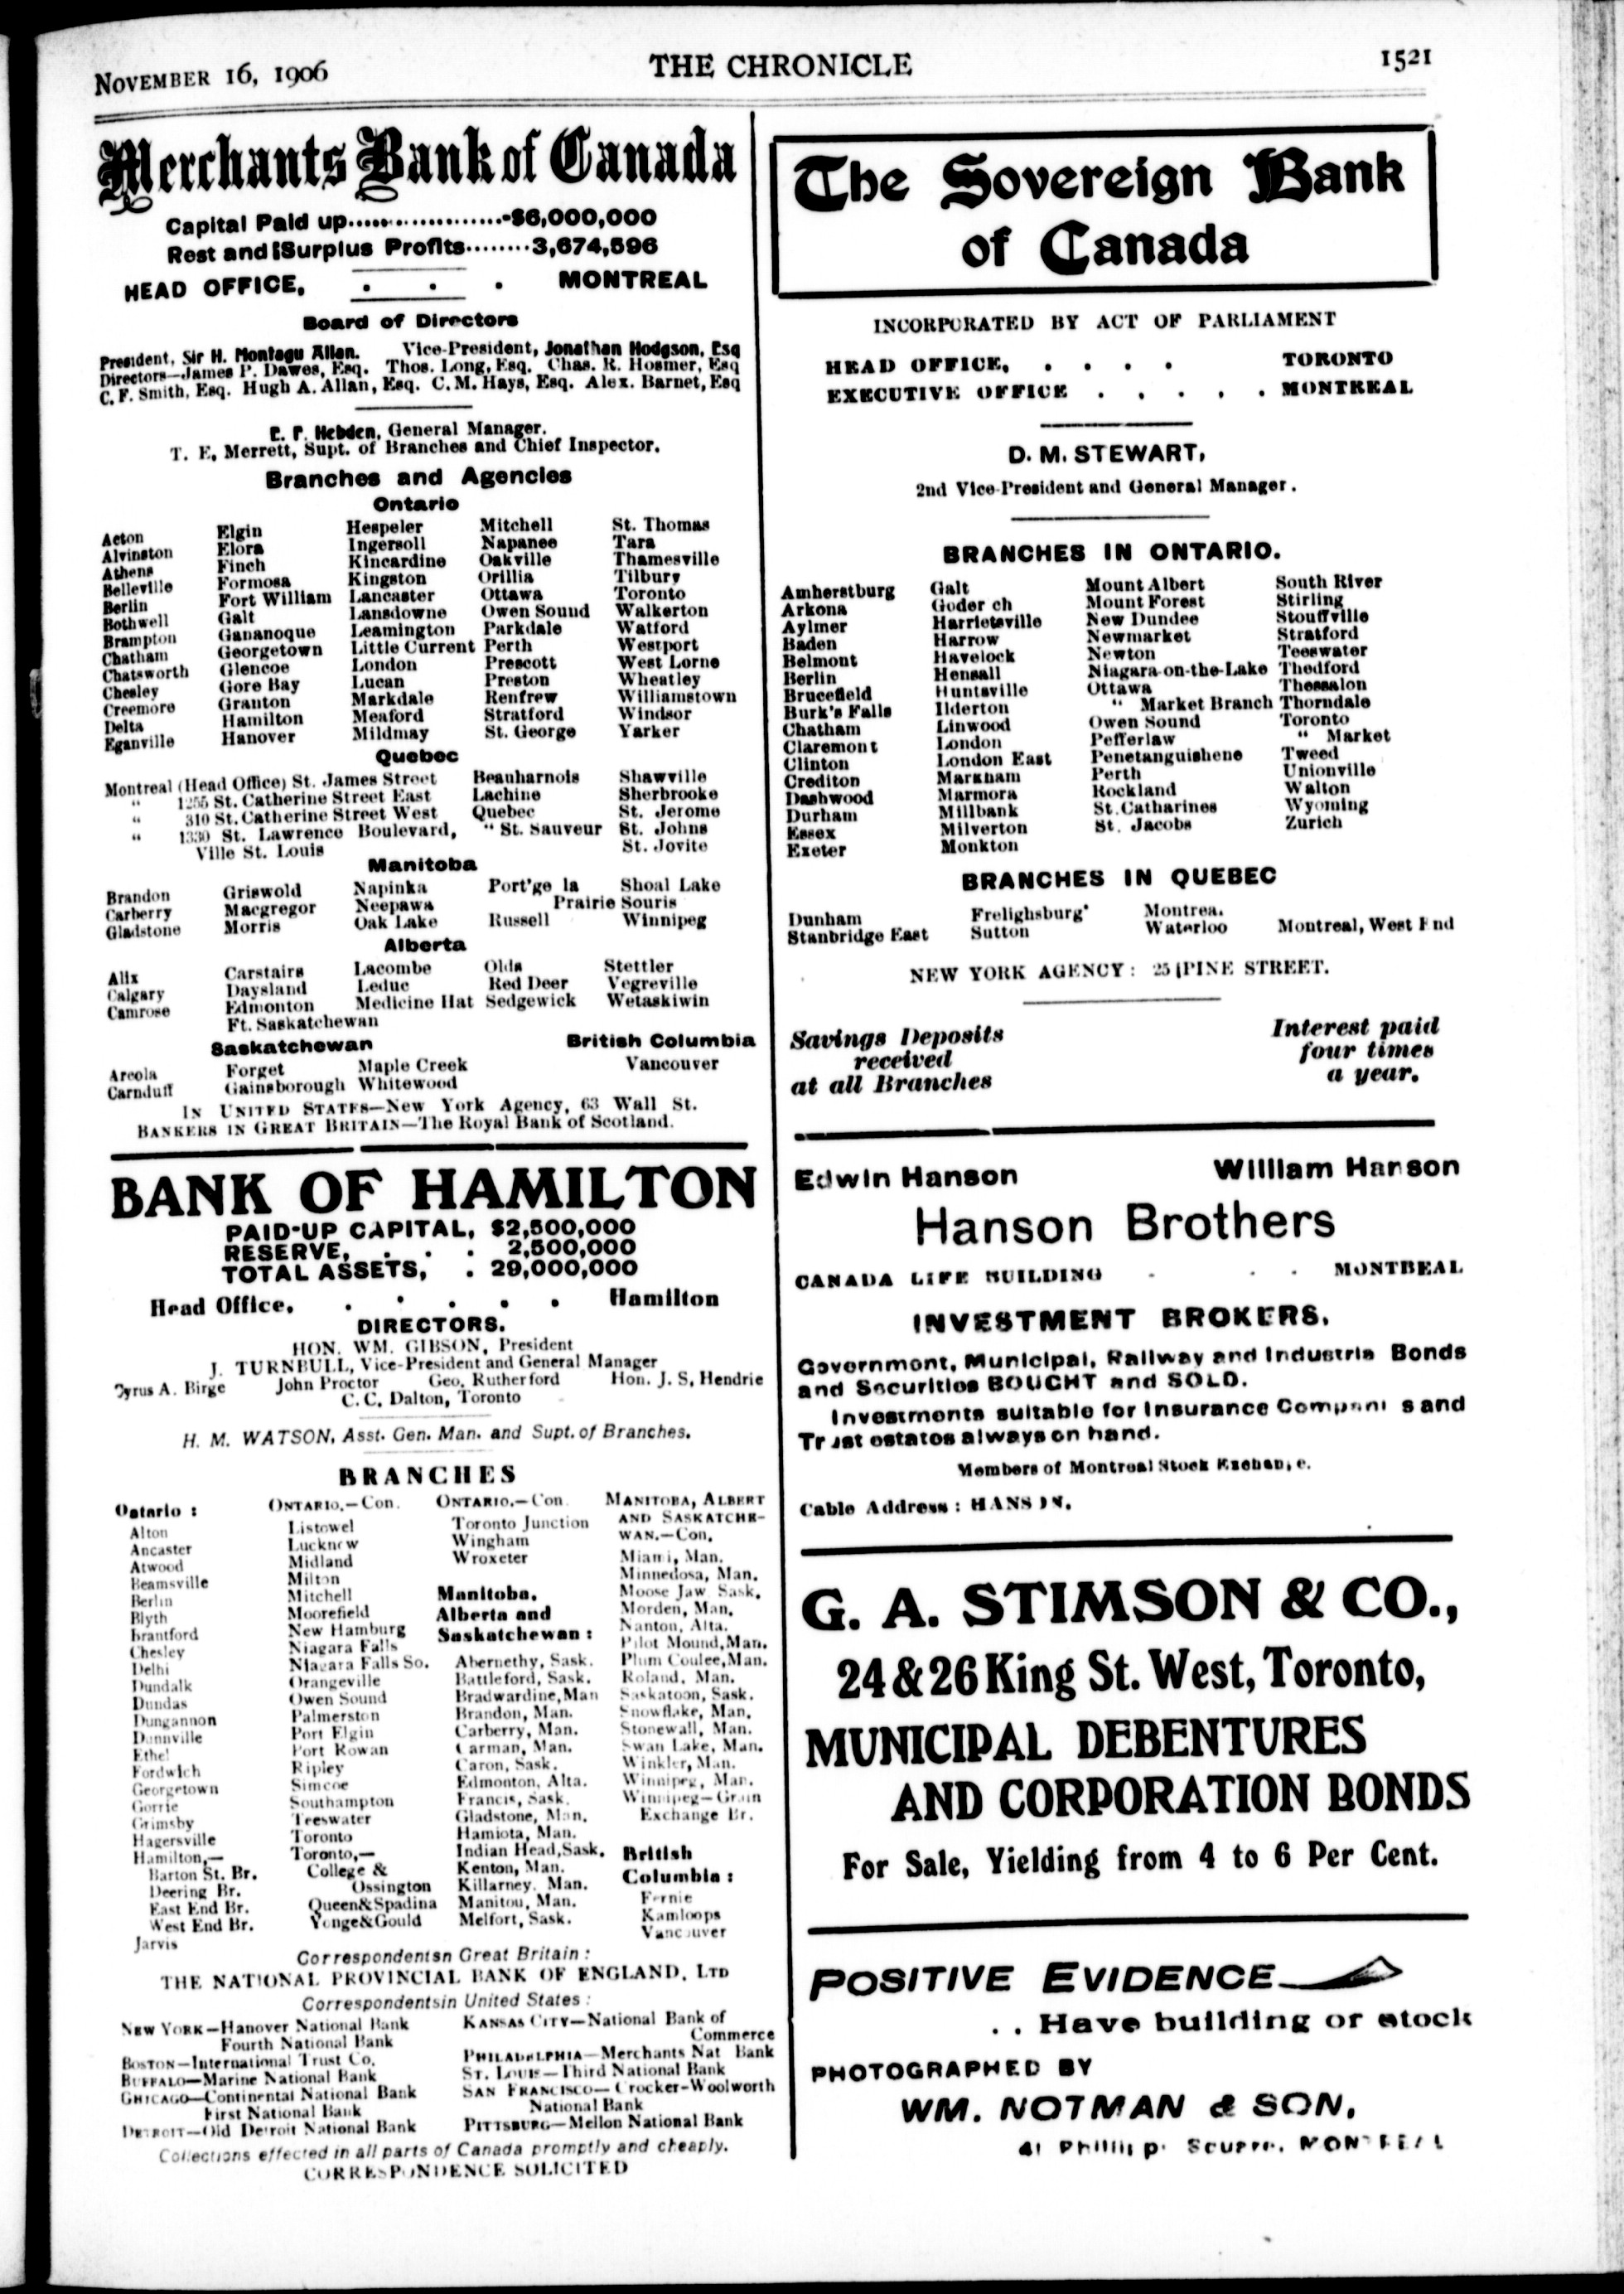 NOVEMBER 16, 1906 THE CHRONICLE 1521
Merchants Bank of Canada
Capital Paid up....................$6,000,000
Rest and Surplus Profits........3,674,596
HEAD OFFICE, . . . MONTREAL
Board of Directors
President, Sir H. Montagu Allan. Vice-President, Jonathan Hodgson, Esq
Directors—James P. Dawes, Esq. Thos. Long, Esq. Chas. R. Hosmer, Esq
C. F. Smith, Esq. Hugh A. Allan, Esq. C. M. Hays, Esq. Alex. Barnet, Esq
E. F. Hebden, General Manager.
T. E. Merrett, Supt. of Branches and Chief Inspector.
Branches and Agencies
Ontario
Acton Elgin Hespeler Mitchell St. Thomas
Alvinston Elora Ingersoll Napanee Tara
Athens Finch Kincardine Oakville Thamesville
Belleville Formosa Kingston Orillia Tilbury
Berlin Fort William Lancaster Ottawa Toronto
Bothwell Galt Lansdowne Owen Sound Walkerton
Brampton Gananoque Leamington Parkdale Watford
Chatham Georgetown Little Current Perth Westport
Chatsworth Glencoe London Prescott West Lorne
Chesley Gore Bay Lucan Preston Wheatley
Creemore Granton Markdale Renfrew Williamstown
Delta Hamilton Meaford Stratford Windsor
Eganville Hanover Mildmay St. George Yarker
Quebec
Montreal (Head Office) St. James Street Beauharnois Shawville
" 1255 St. Catherine Street East Lachine Sherbrooke
" 310 St. Catherine Street West Quebec St. Jerome
" 1330 St. Lawrence Boulevard, " St. Sauveur St. Johns
Ville St. Louis St. Jovite
Manitoba
Brandon Griswold Napinka Port'ge la Shoal Lake
Carberry Macgregor Neepawa Prairie Souris
Gladstone Morris Oak Lake Russell Winnipeg
Alberta
Alix Carstairs Lacombe Olds Stettler
Calgary Daysland Leduc Red Deer Vegreville
Camrose Edmonton Medicine Hat Sedgewick Wetaskiwin
Ft. Saskatchewan
Saskatchewan British Columbia
Arcola Forget Maple Creek Vancouver
Carnduff Gainsborough Whitewood
IN UNITED STATES—New York Agency, 63 Wall St.
BANKERS IN GREAT BRITAIN—The Royal Bank of Scotland.
BANK OF HAMILTON
PAID-UP CAPITAL, $2,500,000
RESERVE, . . . 2,500,000
TOTAL ASSETS, . 29,000,000
Head Office, . . . . . Hamilton
DIRECTORS.
HON. WM. GIBSON, President
J. TURNBULL, Vice-President and General Manager
Cyrus A. Birge John Proctor Geo. Rutherford Hon. J. S. Hendrie
C. C. Dalton, Toronto
H. M. WATSON, Asst. Gen. Man. and Supt. of Branches.
BRANCHES
Ontario :
Alton
Ancaster
Atwood
Beamsville
Berlin
Blyth
Brantford
Chesley
Delhi
Dundalk
Dundas
Dungannon
Dunnville
Ethel
Fordwich
Georgetown
Gorrie
Grimsby
Hagersville
Hamilton,—
Barton St. Br.
Deering Br.
East End Br.
West End Br.
Jarvis
ONTARIO.—Con.
Listowel
Lucknow
Midland
Milton
Mitchell
Moorefield
New Hamburg
Niagara Falls
Niagara Falls So.
Orangeville
Owen Sound
Palmerston
Port Elgin
Port Rowan
Ripley
Simcoe
Southampton
Teeswater
Toronto
Toronto,—
College &
Ossington
Queen&Spadina
Yonge&Gould
ONTARIO.—Con
Toronto Junction
Wingham
Wroxeter
Manitoba,
Alberta and
Saskatchewan :
Abernethy, Sask.
Battleford, Sask.
Bradwardine,Man
Brandon, Man.
Carberry, Man.
Carman, Man.
Caron, Sask.
Edmonton, Alta.
Francis, Sask.
Gladstone, Man.
Hamiota, Man.
Indian Head,Sask.
Kenton, Man.
Killarney, Man.
Manitou, Man.
Melfort, Sask.
MANITOBA, ALBERT
AND SASKATCHE-
WAN.—Con.
Miami, Man.
Minnedosa, Man.
Moose Jaw Sask.
Morden, Man.
Nanton, Alta.
Pilot Mound,Man.
Plum Coulee,Man.
Roland, Man.
Saskatoon, Sask.
Snowflake, Man.
Stonewall, Man.
Swan Lake, Man.
Winkler, Man.
Winnipeg, Man.
Winnipeg—Grain
Exchange Br.
British
Columbia :
Fernie
Kamloops
Vancouver
Correspondentsn Great Britain :
THE NATIONAL PROVINCIAL BANK OF ENGLAND, LTD
Correspondentsin United States :
NEW YORK—Hanover National Bank
Fourth National Bank
BOSTON—International Trust Co.
BUFFALO—Marine National Bank
CHICAGO—Continental National Bank
First National Bank
DETROIT—Old Detroit National Bank
KANSAS CITY—National Bank of
Commerce
PHILADELPHIA—Merchants Nat Bank
ST. LOUIS—Third National Bank
SAN FRANCISCO—Crocker-Woolworth
National Bank
PITTSBURG—Mellon National Bank
Collections effected in all parts of Canada promptly and cheaply.
CORRESPONDENCE SOLICITED
The Sovereign Bank
of Canada
INCORPORATED BY ACT OF PARLIAMENT
HEAD OFFICE, . . . . TORONTO
EXECUTIVE OFFICE . . . . . MONTREAL
D. M. STEWART,
2nd Vice-President and General Manager.
BRANCHES IN ONTARIO.
Amherstburg
Arkona
Aylmer
Baden
Belmont
Berlin
Brucefield
Burk's Falls
Chatham
Claremont
Clinton
Crediton
Dashwood
Durham
Essex
Exeter
Galt
Goder ch
Harrietsville
Harrow
Havelock
Hensall
Huntsville
Ilderton
Linwood
London
London East
Markham
Marmora
Millbank
Milverton
Monkton
Mount Albert
Mount Forest
New Dundee
Newmarket
Newton
Niagara-on-the-Lake
Ottawa
" Market Branch
Owen Sound
Pefferlaw
Penetanguishene
Perth
Rockland
St. Catharines
St. Jacobs
South River
Stirling
Stouffville
Stratford
Teeswater
Thedford
Thessalon
Thorndale
Toronto
" Market
Tweed
Unionville
Walton
Wyoming
Zurich
BRANCHES IN QUEBEC
Dunham Frelighsburg Montrea.
Stanbridge East Sutton Waterloo Montreal, West End
NEW YORK AGENCY : 25 PINE STREET.
Savings Deposits
received
at all Branches
Interest paid
four times
a year.
Edwin Hanson William Hanson
Hanson Brothers
CANADA LIFE BUILDING - . . MONTREAL
INVESTMENT BROKERS.
Government, Municipal, Railway and Industria Bonds
and Securities BOUGHT and SOLD.
Investments suitable for Insurance Compani s and
Trust estates always on hand.
Members of Montreal Stock Exchange.
Cable Address : HANSON.
G. A. STIMSON & CO.,
24 & 26 King St. West, Toronto,
MUNICIPAL DEBENTURES
AND CORPORATION BONDS
For Sale, Yielding from 4 to 6 Per Cent.
POSITIVE EVIDENCE
. . Have building or stock
PHOTOGRAPHED BY
WM. NOTMAN & SON,